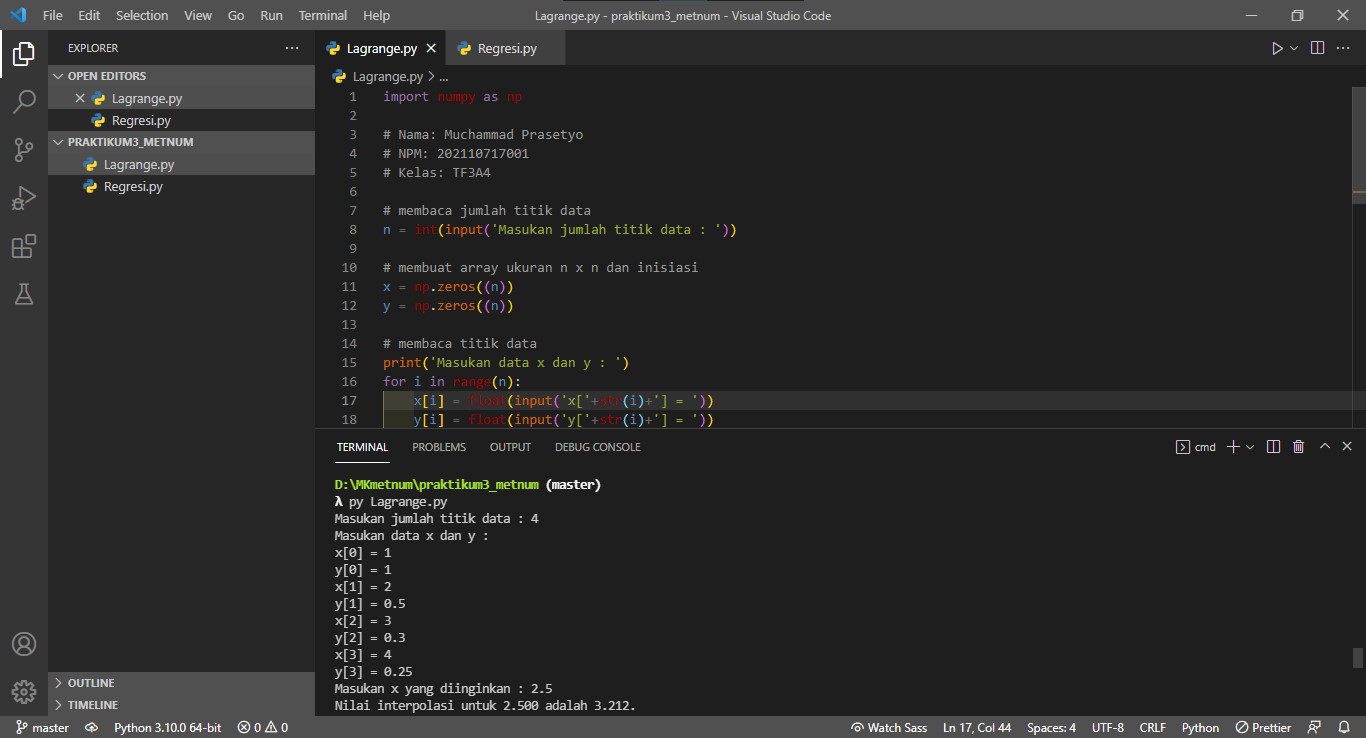 File Edit Selection View Go Run Terminal Help
Lagrange.py - praktikum3_metnum - Visual Studio Code
EXPLORER
OPEN EDITORS
Lagrange.py
Regresi.py
PRAKTIKUM3_METNUM
Lagrange.py
Regresi.py
OUTLINE
TIMELINE
Lagrange.py Regresi.py
Lagrange.py > ...
1 import numpy as np
2
3 # Nama: Muchammad Prasetyo
4 # NPM: 202110717001
5 # Kelas: TF3A4
6
7 # membaca jumlah titik data
8 n = int(input('Masukan jumlah titik data : '))
9
10 # membuat array ukuran n x n dan inisiasi
11 x = np.zeros((n))
12 y = np.zeros((n))
13
14 # membaca titik data
15 print('Masukan data x dan y : ')
16 for i in range(n):
17 x[i] = float(input('x['+str(i)+'] = '))
18 y[i] = float(input('y['+str(i)+'] = '))
TERMINAL PROBLEMS OUTPUT DEBUG CONSOLE
cmd
D:\MKmetnum\praktikum3_metnum (master)
λ py Lagrange.py
Masukan jumlah titik data : 4
Masukan data x dan y :
x[0] = 1
y[0] = 1
x[1] = 2
y[1] = 0.5
x[2] = 3
y[2] = 0.3
x[3] = 4
y[3] = 0.25
Masukan x yang diinginkan : 2.5
Nilai interpolasi untuk 2.500 adalah 3.212.
master Python 3.10.0 64-bit 0 0 Watch Sass Ln 17, Col 44 Spaces: 4 UTF-8 CRLF Python Prettier